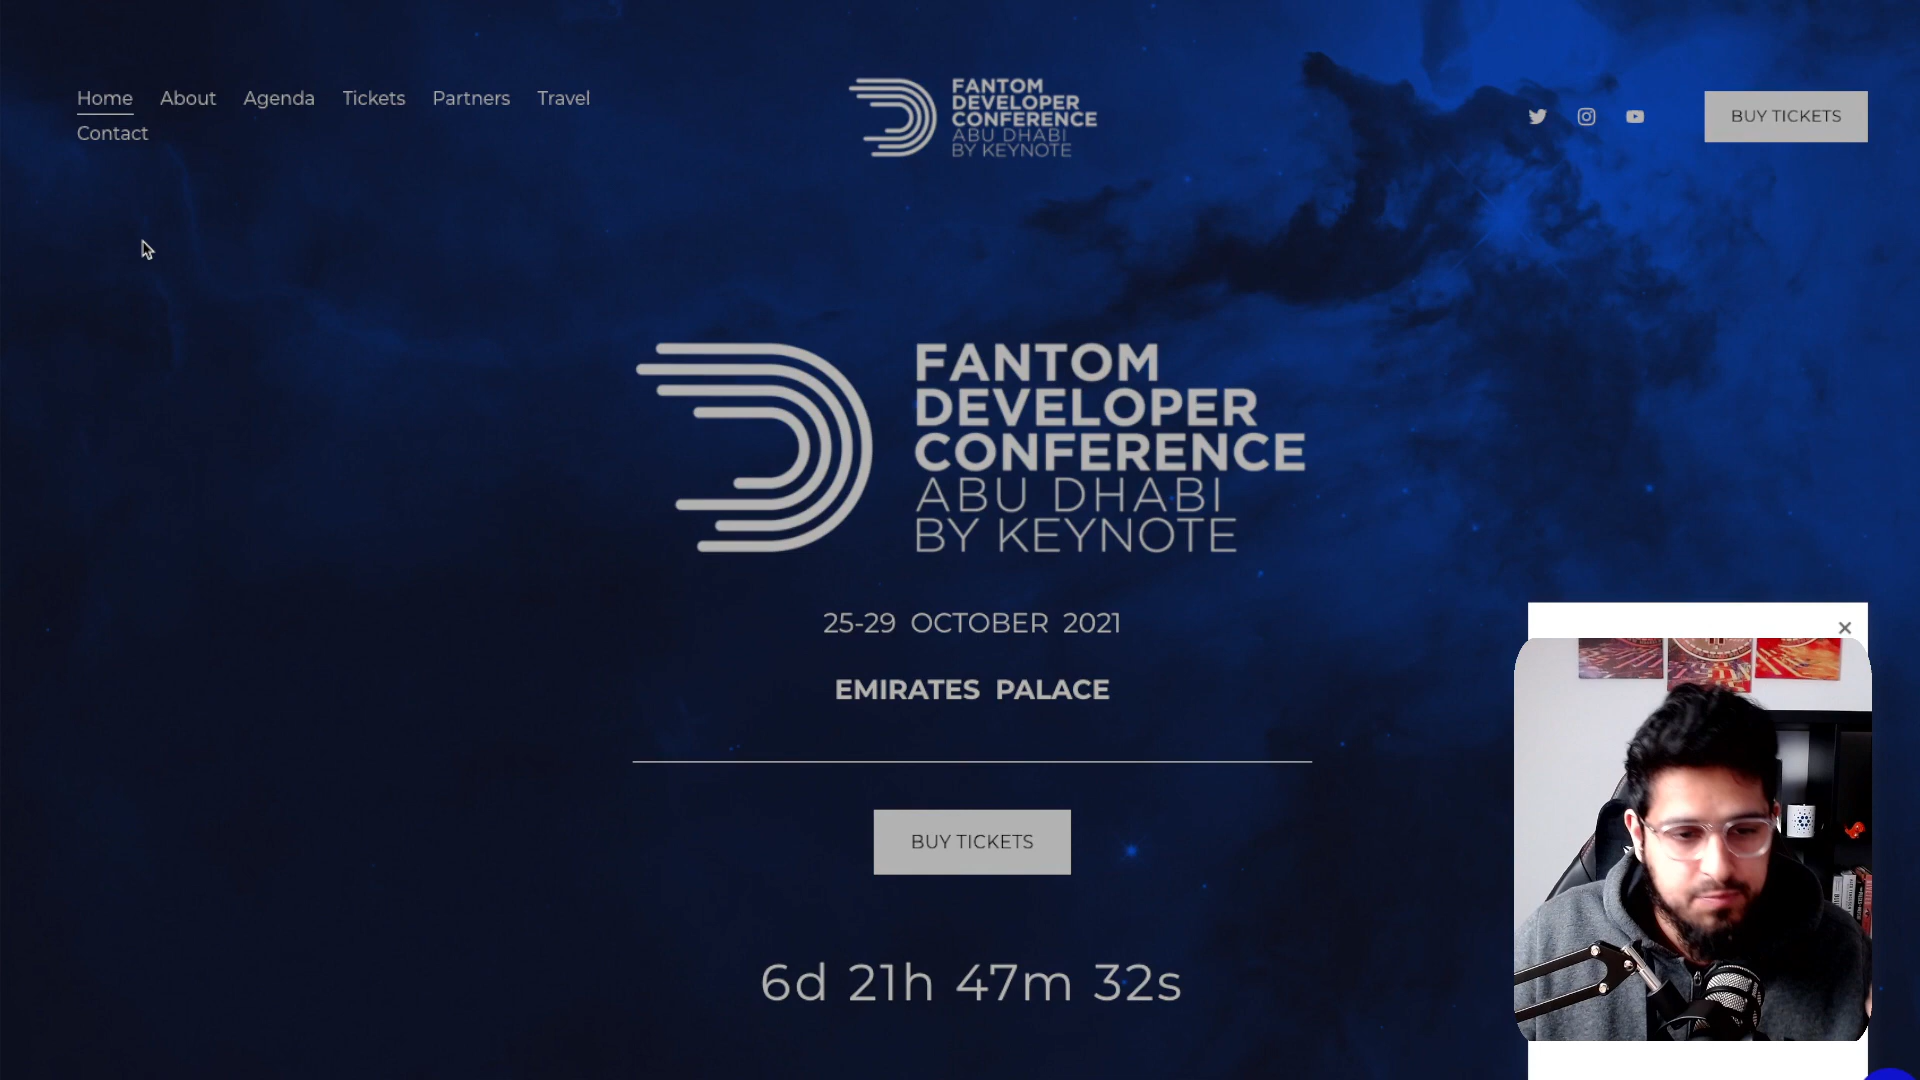 Home About Agenda Tickets Partners Travel
Contact
FANTOM
DEVELOPER
CONFERENCE
ABU DHABI
BY KEYNOTE
BUY TICKETS
FANTOM
DEVELOPER
CONFERENCE
ABU DHABI
BY KEYNOTE
25-29 OCTOBER 2021
EMIRATES PALACE
BUY TICKETS
6d 21h 47m 32s